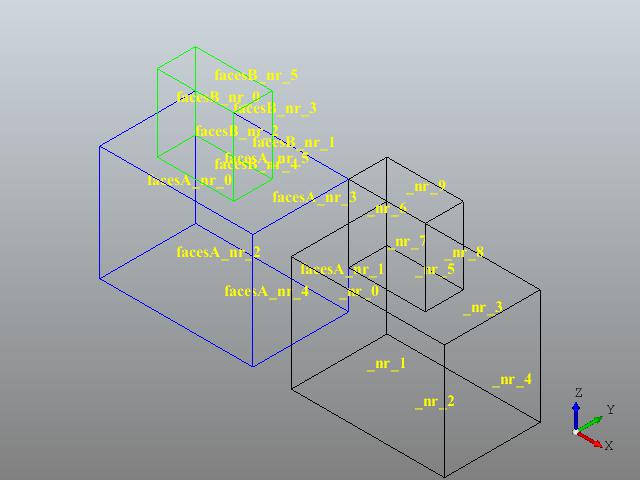 facesB_nr_5
facesB_nr_0
facesB_nr_3
facesB_nr_2
facesB_nr_1
facesA_nr_5
facesB_nr_4
facesA_nr_0
_nr_9
facesA_nr_3
_nr_6
_nr_7
facesA_nr_2
_nr_8
facesA_nr_1
_nr_5
facesA_nr_4
_nr_0
_nr_3
_nr_1
_nr_4
_nr_2
Z
Y
X